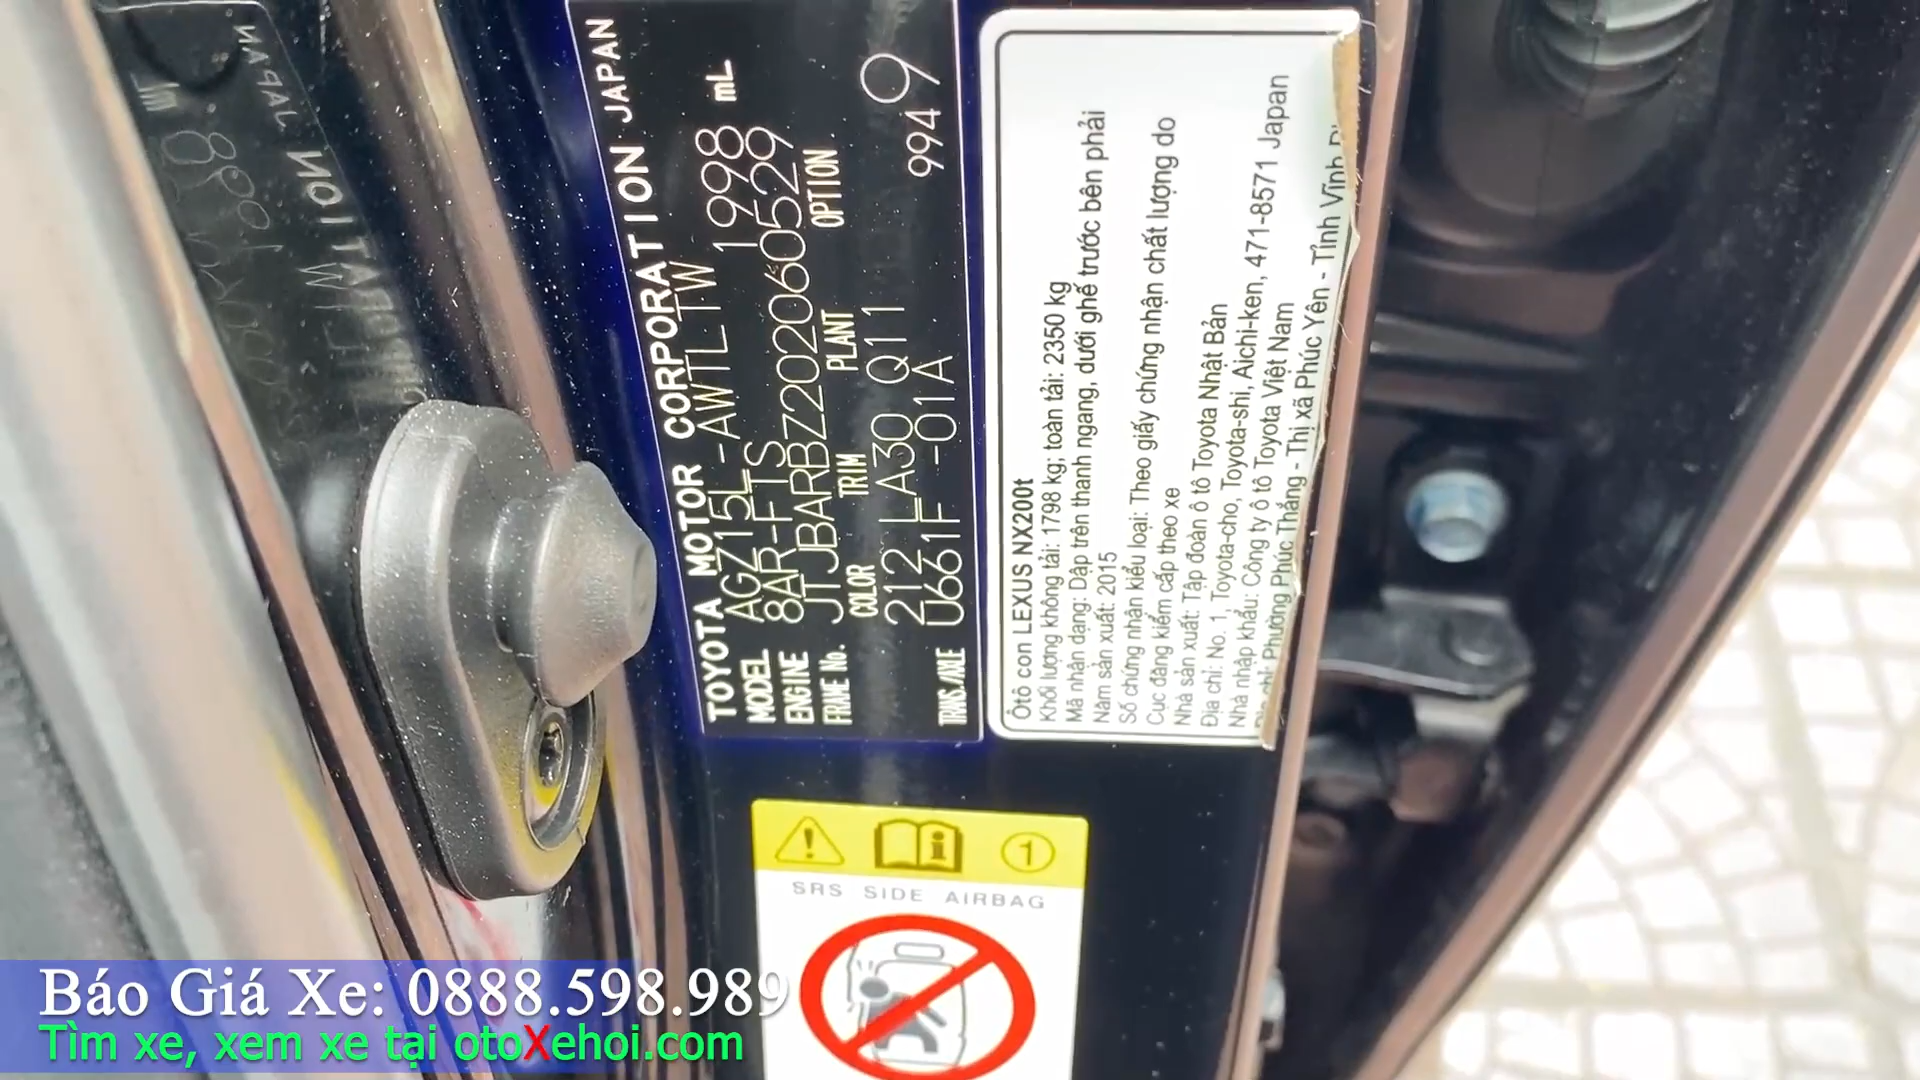 TOYOTA MOTOR CORPORATION JAPAN
MODEL AGZ15L-AWTLTW 1998 mL
ENGINE 8AR-FTS
FRAME No. JTJBARBZ202060529
COLOR TRIM PLANT OPTION
212 LA30 Q11
TRANS/AXLE U661F -01A 994 9
Ôtô con LEXUS NX200t
Khối lượng không tải: 1798 kg; toàn tải: 2350 kg
Mã nhận dạng: Dập trên thanh ngang, dưới ghế trước bên phải
Năm sản xuất: 2015
Số chứng nhận kiểu loại: Theo giấy chứng nhận chất lượng do
Cục đăng kiểm cấp theo xe
Nhà sản xuất: Tập đoàn ô tô Toyota Nhật Bản
Địa chỉ: No. 1, Toyota-cho, Toyota-shi, Aichi-ken, 471-8571 Japan
Nhà nhập khẩu: Công ty ô tô Toyota Việt Nam
chỉ: Phường Phúc Thắng - Thị xã Phúc Yên - Tỉnh Vĩnh
1
SRS SIDE AIRBAG
Báo Giá Xe: 0888.598.989
Tìm xe, xem xe tại otoXehoi.com